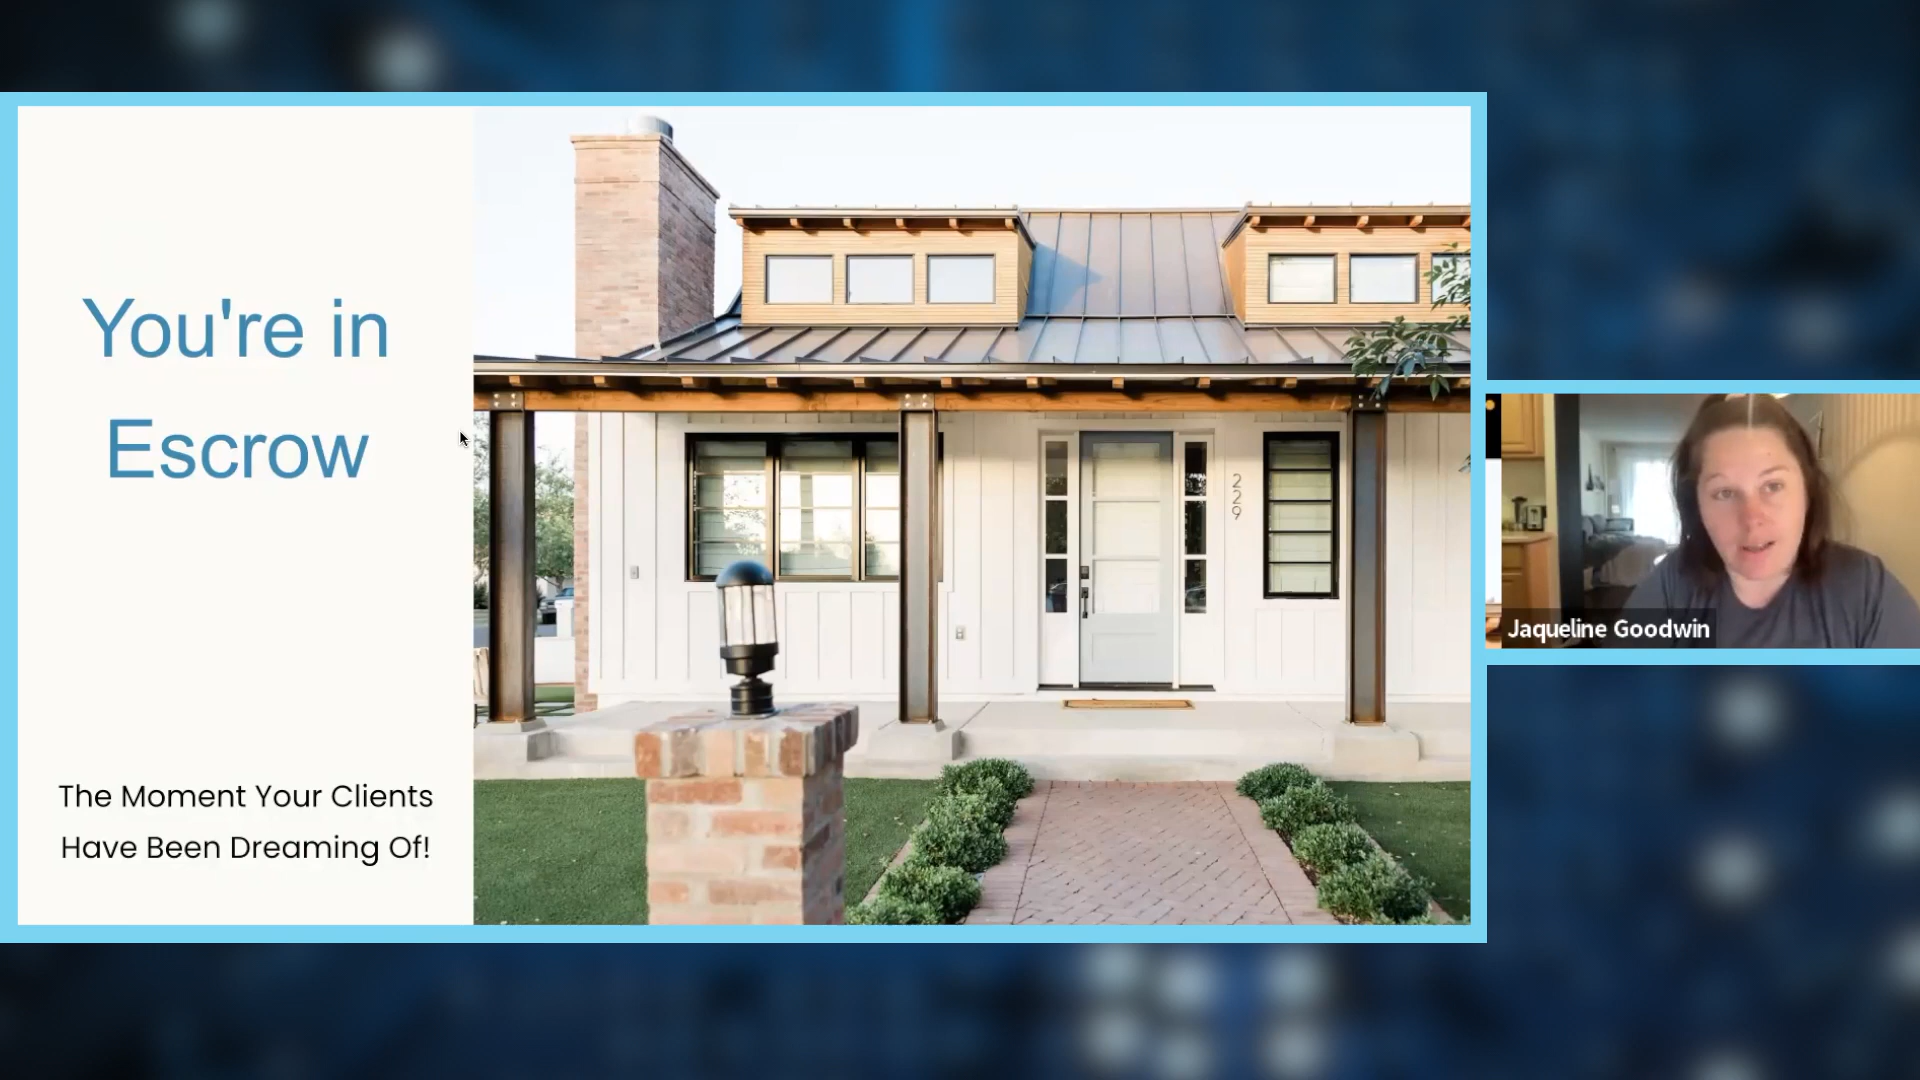 You're in
Escrow
The Moment Your Clients
Have Been Dreaming Of!
229
Jaqueline Goodwin